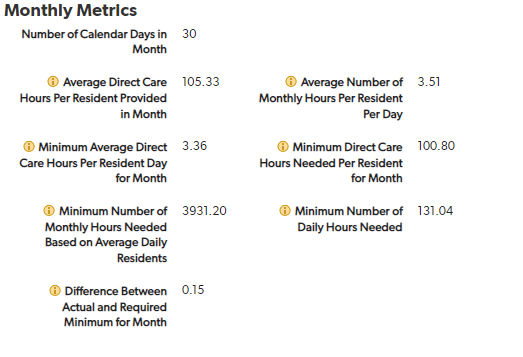 Monthly Metrics
Number of Calendar Days in Month 30
Average Direct Care Hours Per Resident Provided in Month 105.33
Average Number of Monthly Hours Per Resident Per Day 3.51
Minimum Average Direct Care Hours Per Resident Day for Month 3.36
Minimum Direct Care Hours Needed Per Resident for Month 100.80
Minimum Number of Monthly Hours Needed Based on Average Daily Residents 3931.20
Minimum Number of Daily Hours Needed 131.04
Difference Between Actual and Required Minimum for Month 0.15